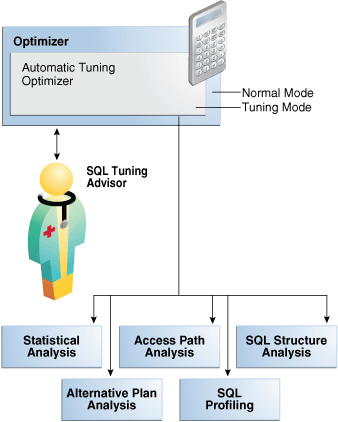 Optimizer
Automatic Tuning
Optimizer
Normal Mode
Tuning Mode
SQL Tuning
Advisor
Statistical
Analysis
Access Path
Analysis
SQL Structure
Analysis
Alternative Plan
Analysis
SQL
Profiling